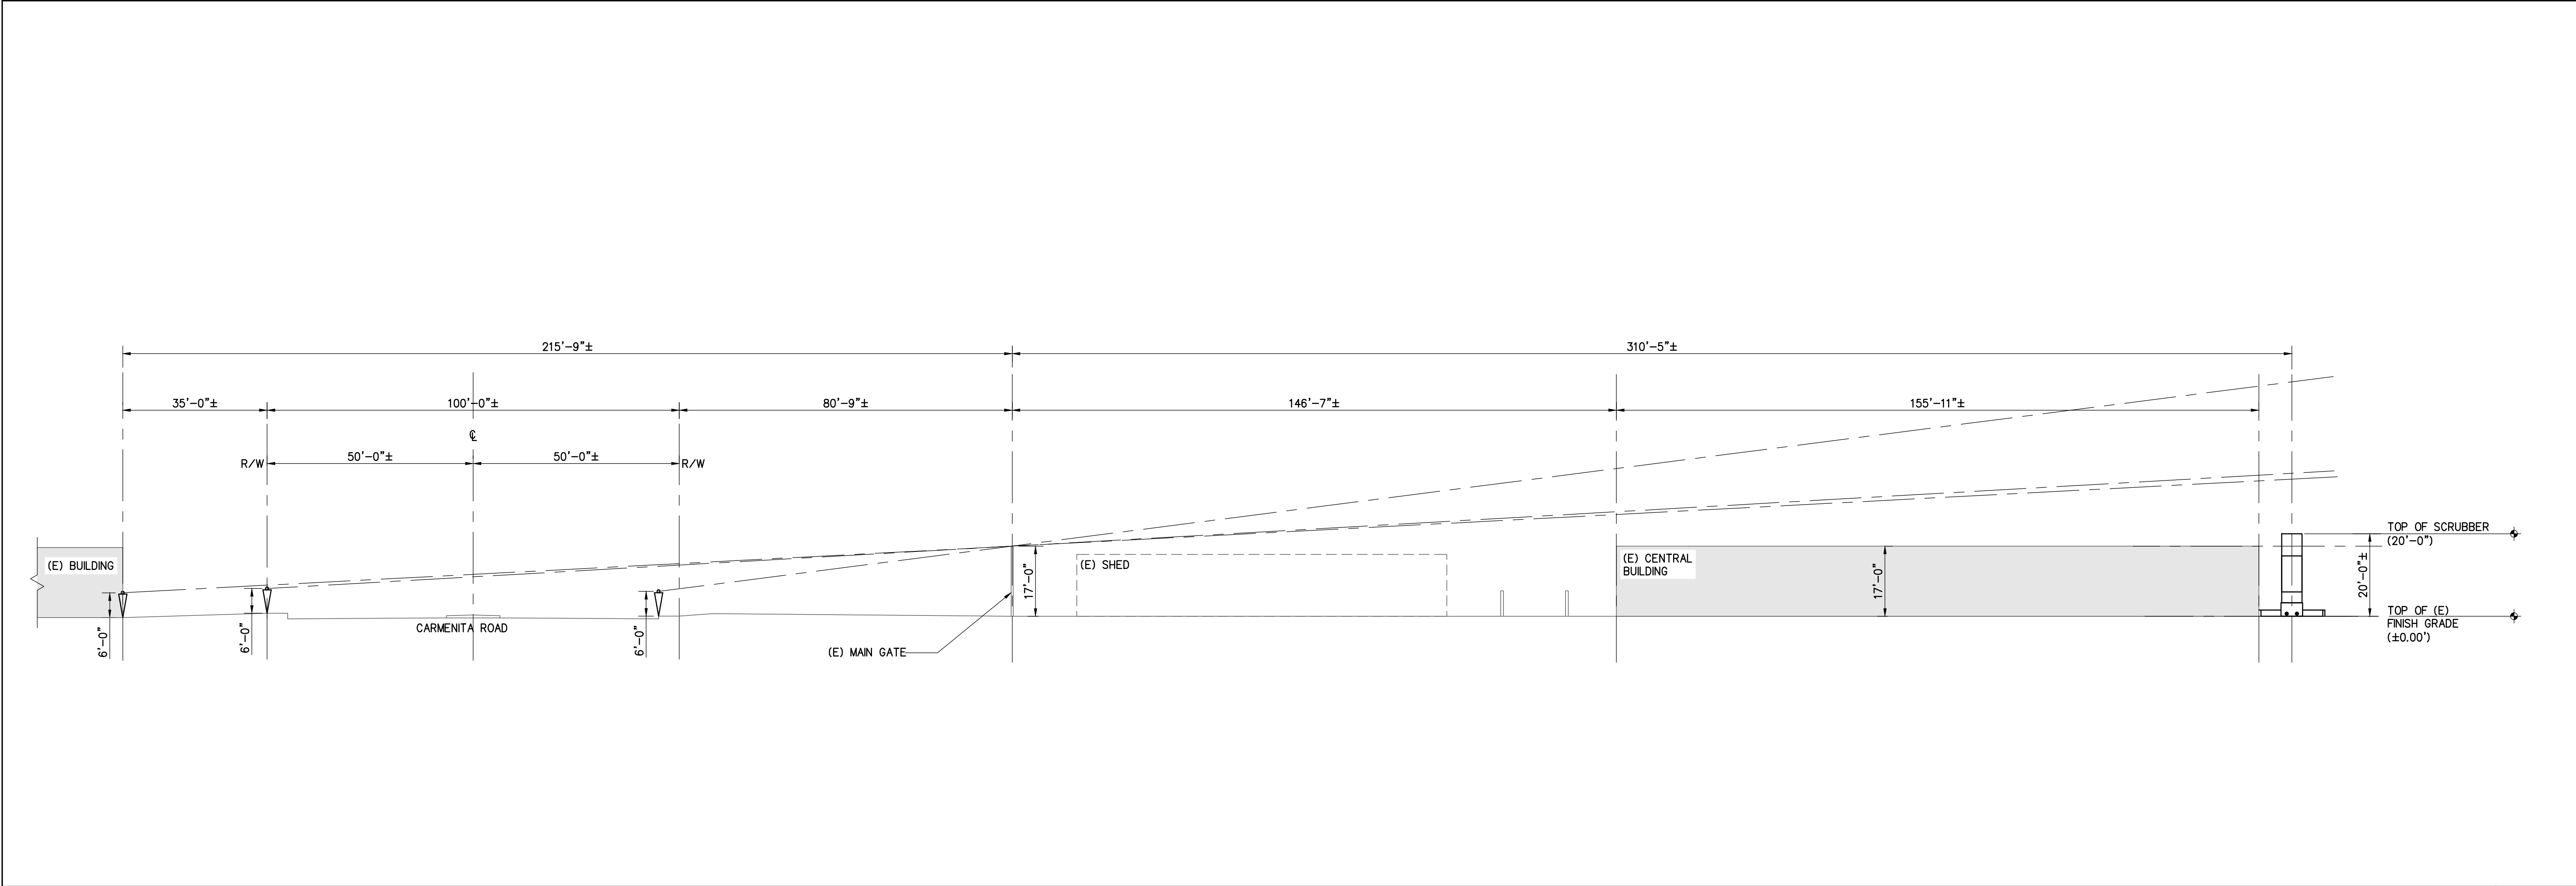 215'-9"±
310'-5"±
35'-0"±
100'-0"±
80'-9"±
146'-7"±
155'-11"±
℄
R/W
50'-0"±
50'-0"±
R/W
(E) BUILDING
(E) SHED
(E) CENTRAL
BUILDING
17'-0"
17'-0"
20'-0"±
TOP OF SCRUBBER
(20'-0")
TOP OF (E)
FINISH GRADE
(±0.00')
6'-0"
6'-0"
6'-0"
CARMENITA ROAD
(E) MAIN GATE